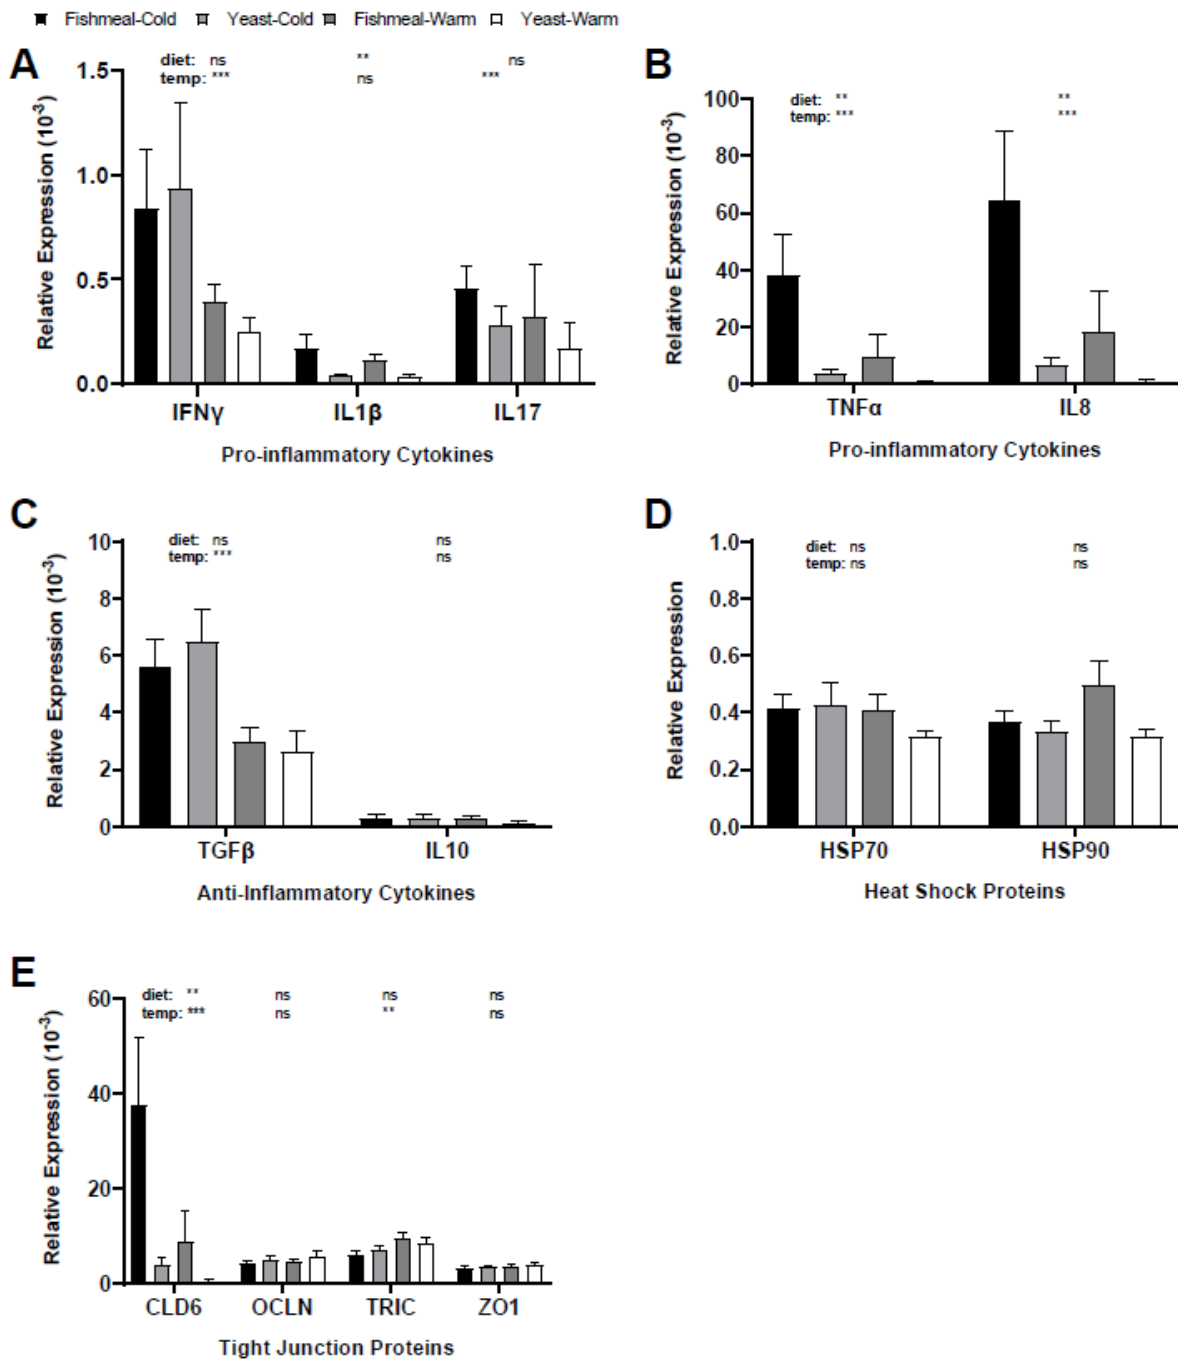 Fishmeal-Cold Yeast-Cold Fishmeal-Warm Yeast-Warm
A
diet: ns ** ns
temp: *** ns ***
Relative Expression (10-3)
1.5
1.0
0.5
0.0
IFNγ IL1β IL17
Pro-inflammatory Cytokines
B
diet: ** **
temp: *** ***
Relative Expression (10-3)
100
80
60
40
20
0
TNFα IL8
Pro-inflammatory Cytokines
C
diet: ns ns
temp: *** ns
Relative Expression (10-3)
10
8
6
4
2
0
TGFβ IL10
Anti-Inflammatory Cytokines
D
diet: ns ns
temp: ns ns
Relative Expression
1.0
0.8
0.6
0.4
0.2
0.0
HSP70 HSP90
Heat Shock Proteins
E
diet: ** ns ns ns
temp: *** ns ** ns
Relative Expression (10-3)
60
40
20
0
CLD6 OCLN TRIC ZO1
Tight Junction Proteins